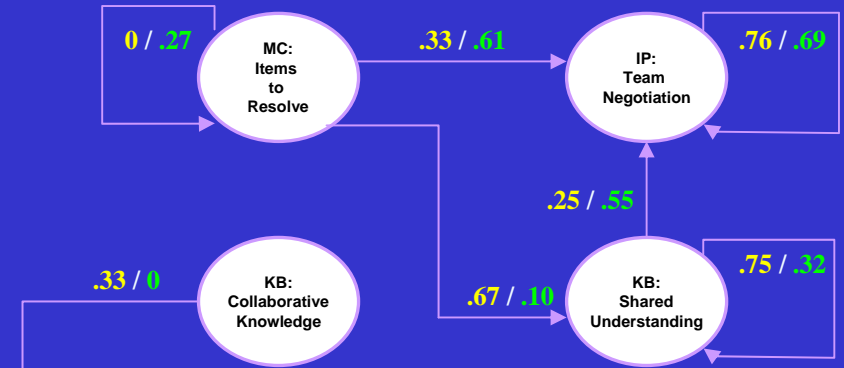 0 / .27
MC:
Items
to
Resolve
.33 / .61
IP:
Team
Negotiation
.76 / .69
.25 / .55
.33 / 0
KB:
Collaborative
Knowledge
.67 / .10
KB:
Shared
Understanding
.75 / .32